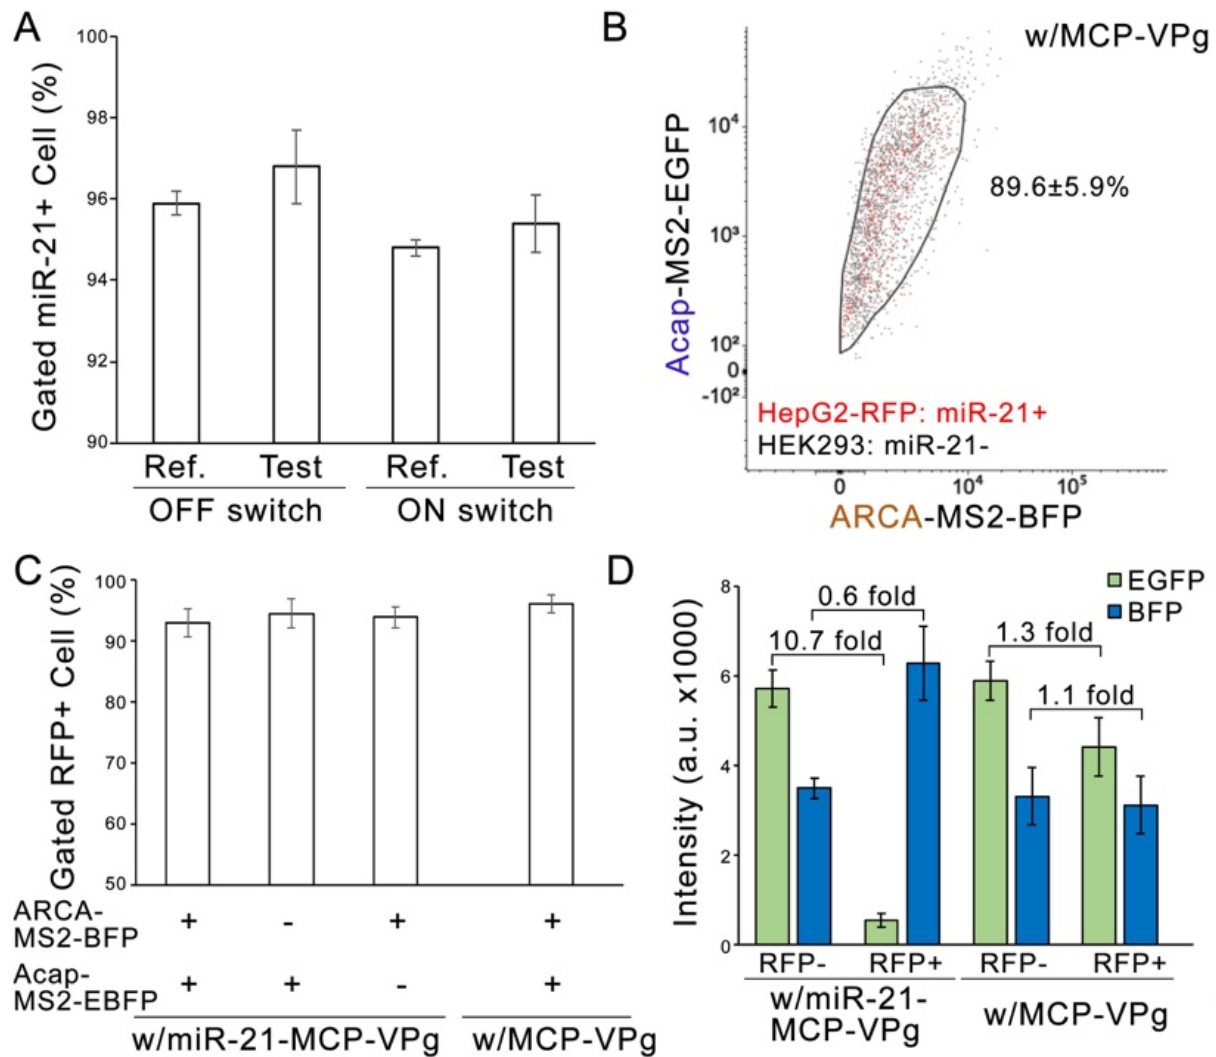 A
Gated miR-21+ Cell (%)
100
98
96
94
92
90
Ref. Test Ref. Test
OFF switch ON switch
B
w/MCP-VPg
Acap-MS2-EGFP
10⁴
10³
10²
0
-10²
89.6±5.9%
HepG2-RFP: miR-21+
HEK293: miR-21-
0 10⁴ 10⁵
ARCA-MS2-BFP
C
Gated RFP+ Cell (%)
100
90
80
70
60
50
ARCA-
MS2-BFP
+ - + +
Acap-
MS2-EBFP
+ + - +
w/miR-21-MCP-VPg w/MCP-VPg
D
EGFP
BFP
Intensity (a.u. x1000)
8
6
4
2
0
0.6 fold
10.7 fold
1.3 fold
1.1 fold
RFP- RFP+ RFP- RFP+
w/miR-21-
MCP-VPg
w/MCP-VPg